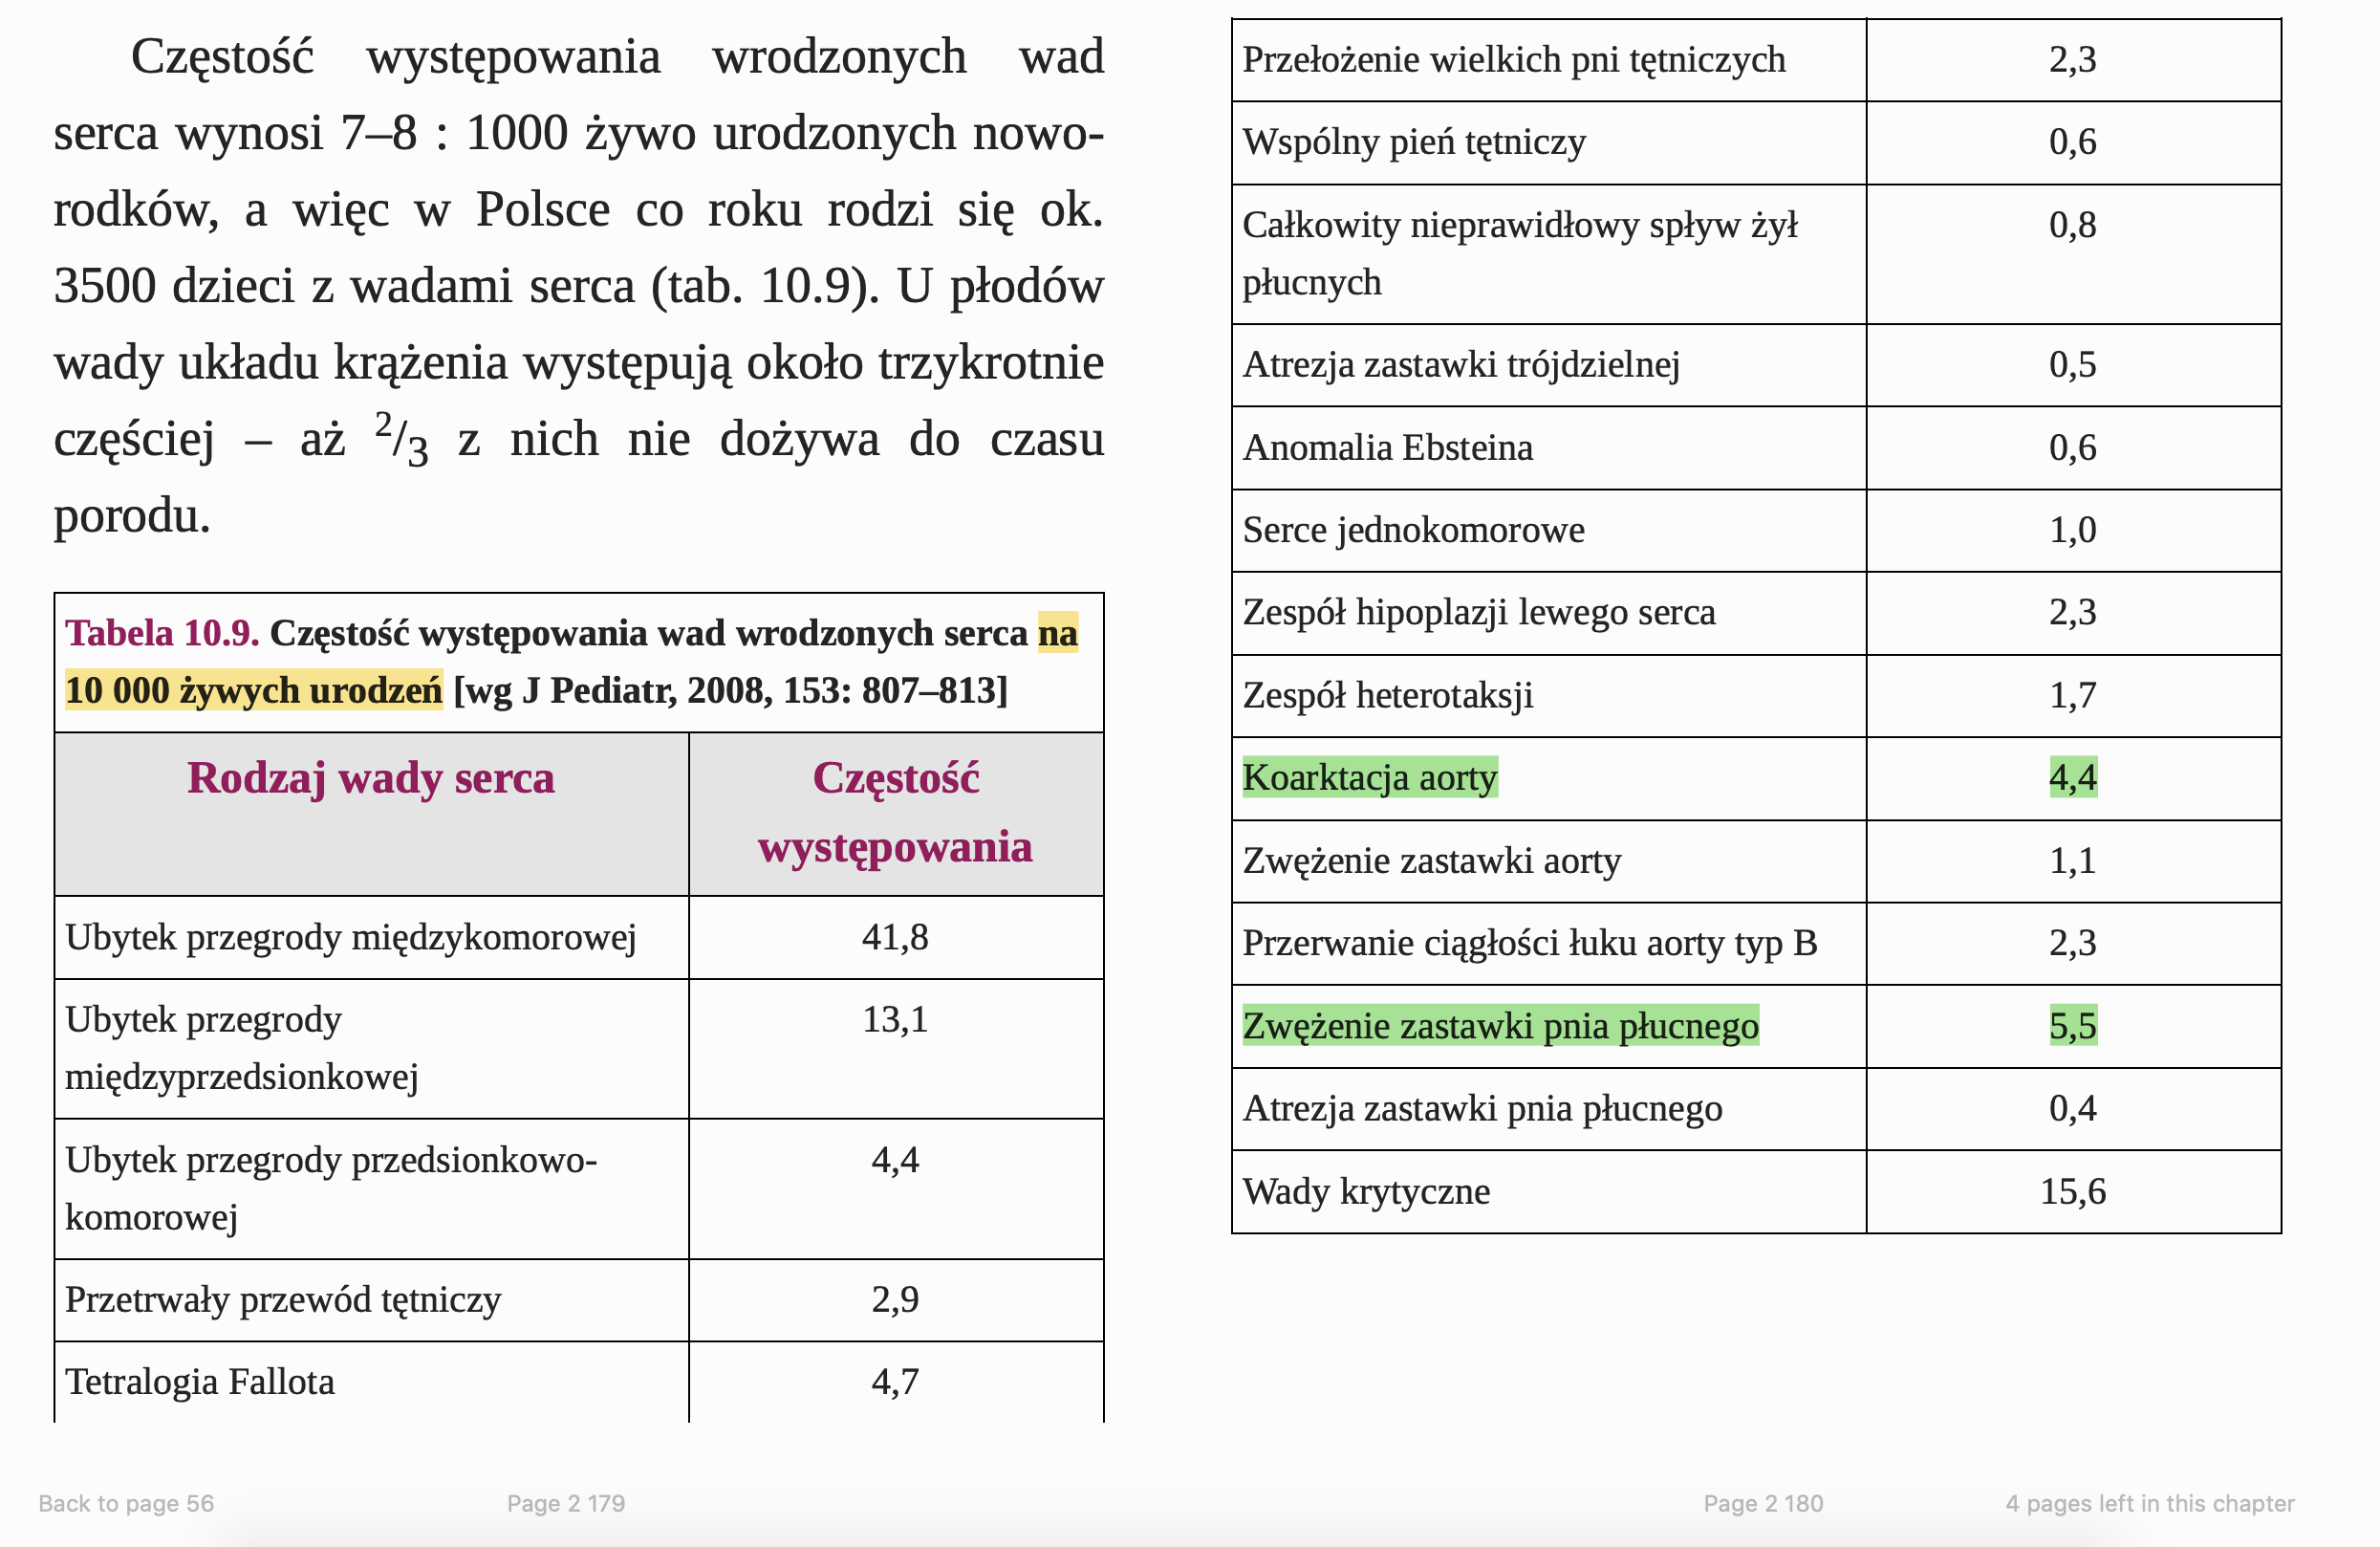 Częstość występowania wrodzonych wad
serca wynosi 7–8 : 1000 żywo urodzonych nowo-
rodków, a więc w Polsce co roku rodzi się ok.
3500 dzieci z wadami serca (tab. 10.9). U płodów
wady układu krążenia występują około trzykrotnie
częściej – aż 2/3 z nich nie dożywa do czasu
porodu.
Tabela 10.9. Częstość występowania wad wrodzonych serca na
10 000 żywych urodzeń [wg J Pediatr, 2008, 153: 807–813]
Rodzaj wady serca Częstość
występowania
Ubytek przegrody międzykomorowej 41,8
Ubytek przegrody 13,1
międzyprzedsionkowej
Ubytek przegrody przedsionkowo- 4,4
komorowej
Przetrwały przewód tętniczy 2,9
Tetralogia Fallota 4,7
Back to page 56 Page 2 179
Przełożenie wielkich pni tętniczych 2,3
Wspólny pień tętniczy 0,6
Całkowity nieprawidłowy spływ żył 0,8
płucnych
Atrezja zastawki trójdzielnej 0,5
Anomalia Ebsteina 0,6
Serce jednokomorowe 1,0
Zespół hipoplazji lewego serca 2,3
Zespół heterotaksji 1,7
Koarktacja aorty 4,4
Zwężenie zastawki aorty 1,1
Przerwanie ciągłości łuku aorty typ B 2,3
Zwężenie zastawki pnia płucnego 5,5
Atrezja zastawki pnia płucnego 0,4
Wady krytyczne 15,6
Page 2 180 4 pages left in this chapter